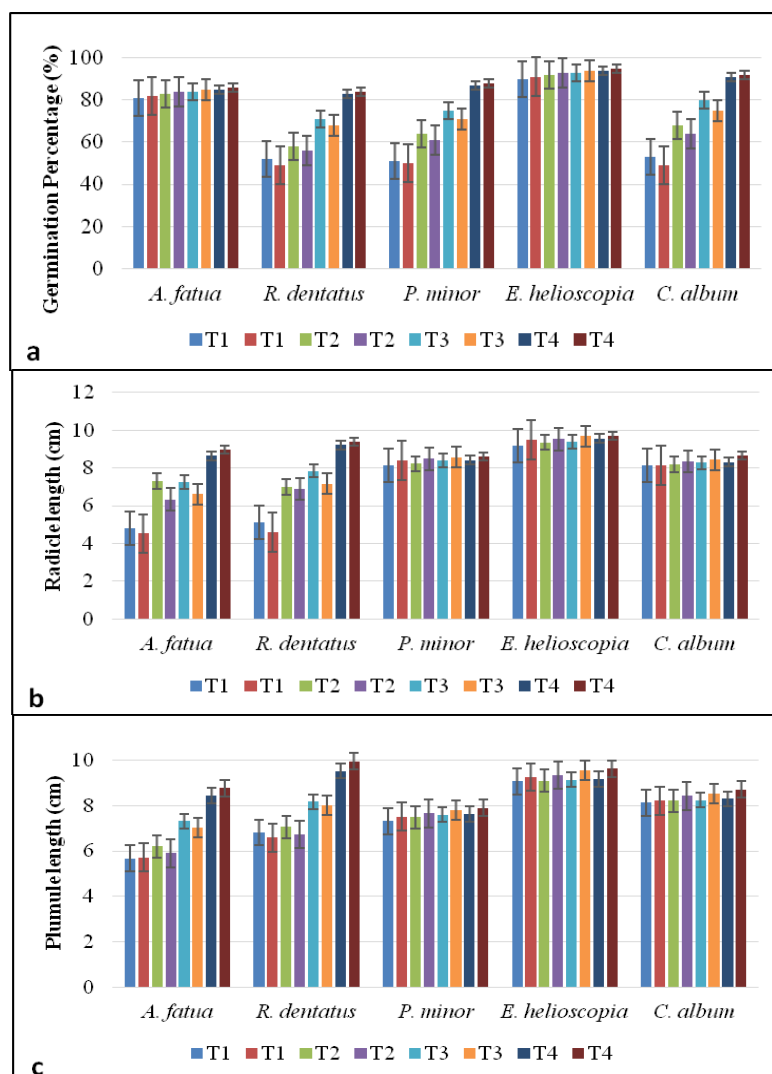 Germination Percentage (%)
100
80
60
40
20
0
A. fatua R. dentatus P. minor E. helioscopia C. album
T1 T1 T2 T2 T3 T3 T4 T4
a
Radicle length (cm)
12
10
8
6
4
2
0
A. fatua R. dentatus P. minor E. helioscopia C. album
T1 T1 T2 T2 T3 T3 T4 T4
b
Plumule length (cm)
10
8
6
4
2
0
A. fatua R. dentatus P. minor E. helioscopia C. album
T1 T1 T2 T2 T3 T3 T4 T4
c